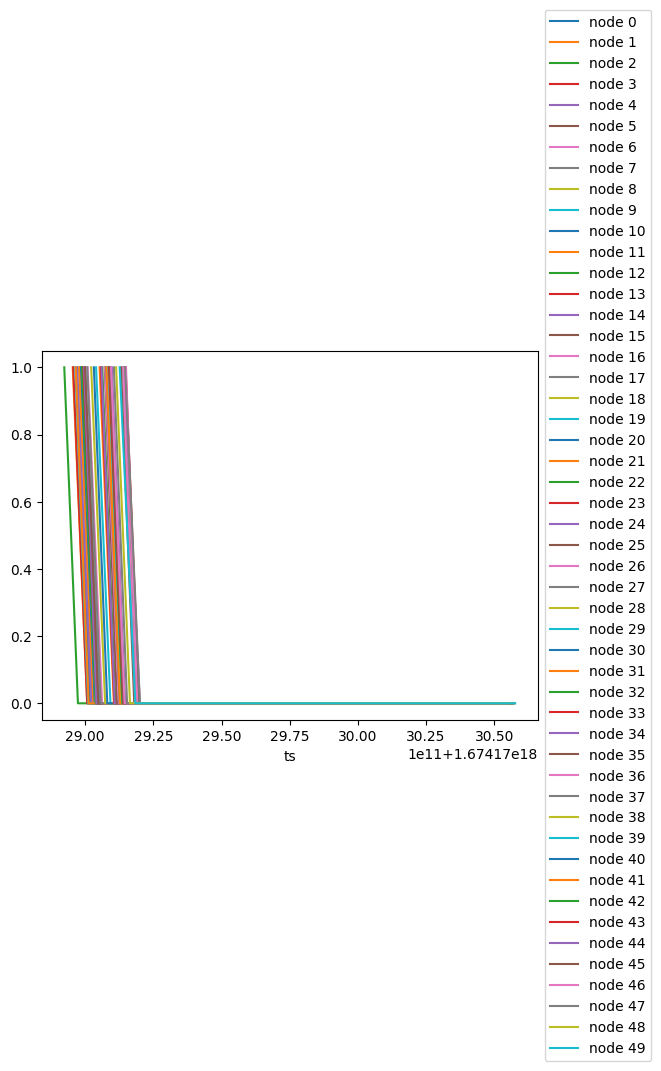 1.0
0.8
0.6
0.4
0.2
0.0
29.00 29.25 29.50 29.75 30.00 30.25 30.50
1e11+1.67417e18
ts
node 0
node 1
node 2
node 3
node 4
node 5
node 6
node 7
node 8
node 9
node 10
node 11
node 12
node 13
node 14
node 15
node 16
node 17
node 18
node 19
node 20
node 21
node 22
node 23
node 24
node 25
node 26
node 27
node 28
node 29
node 30
node 31
node 32
node 33
node 34
node 35
node 36
node 37
node 38
node 39
node 40
node 41
node 42
node 43
node 44
node 45
node 46
node 47
node 48
node 49